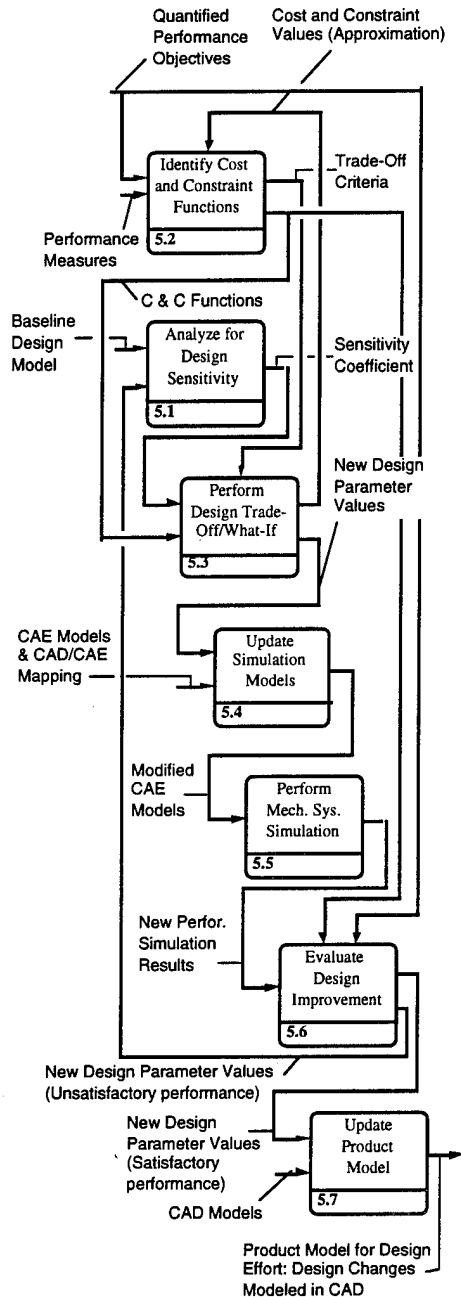 Quantified
Performance
Objectives
Cost and Constraint
Values (Approximation)
Identify Cost
and Constraint
Functions
5.2
Trade-Off
Criteria
Performance
Measures
C & C Functions
Baseline
Design
Model
Analyze for
Design
Sensitivity
5.1
Sensitivity
Coefficient
Perform
Design Trade-
Off/What-If
5.3
New Design
Parameter
Values
CAE Models
& CAD/CAE
Mapping
Update
Simulation
Models
5.4
Modified
CAE
Models
Perform
Mech. Sys.
Simulation
5.5
New Perfor.
Simulation
Results
Evaluate
Design
Improvement
5.6
New Design Parameter Values
(Unsatisfactory performance)
New Design
Parameter Values
(Satisfactory
performance)
Update
Product
Model
5.7
CAD Models
Product Model for Design
Effort: Design Changes
Modeled in CAD